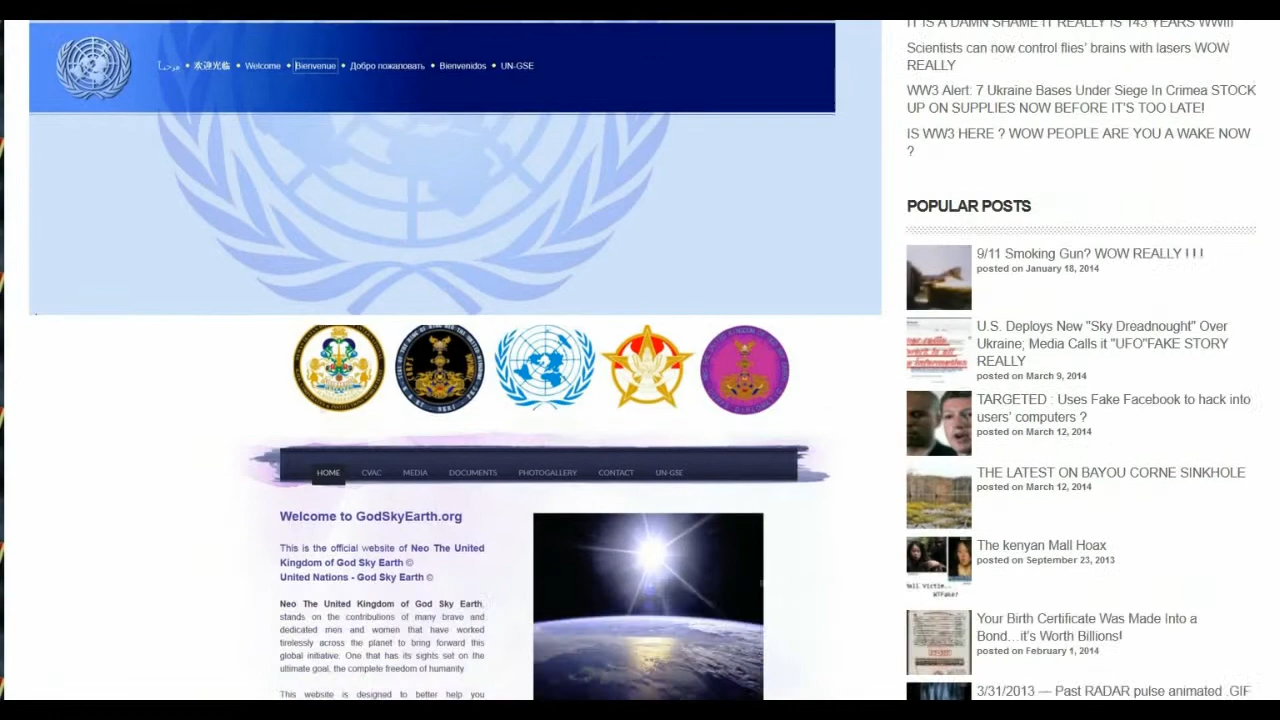 مرحبا • 欢迎光临 • Welcome • Bienvenue • Добро пожаловать • Bienvenidos • UN-GSE
HOME CVAC MEDIA DOCUMENTS PHOTOGALLERY CONTACT UN-GSE
Welcome to GodSkyEarth.org
This is the official website of Neo The United
Kingdom of God Sky Earth ©
United Nations - God Sky Earth ©
Neo The United Kingdom of God Sky Earth,
stands on the contributions of many brave and
dedicated men and women that have worked
tirelessly across the planet to bring forward this
global initiative. One that has its sights set on the
ultimate goal, the complete freedom of humanity
This website is designed to better help you
IT IS A DAMN SHAME IT REALLY IS 143 YEARS WWIII
Scientists can now control flies' brains with lasers WOW
REALLY
WW3 Alert: 7 Ukraine Bases Under Siege In Crimea STOCK
UP ON SUPPLIES NOW BEFORE IT'S TOO LATE!
IS WW3 HERE ? WOW PEOPLE ARE YOU A WAKE NOW
?
POPULAR POSTS
9/11 Smoking Gun? WOW REALLY ! ! !
posted on January 18, 2014
U.S. Deploys New "Sky Dreadnought" Over
Ukraine; Media Calls it "UFO"FAKE STORY
REALLY
posted on March 9, 2014
TARGETED : Uses Fake Facebook to hack into
users' computers ?
posted on March 12, 2014
THE LATEST ON BAYOU CORNE SINKHOLE
posted on March 12, 2014
The kenyan Mall Hoax
posted on September 23, 2013
Your Birth Certificate Was Made Into a
Bond…it's Worth Billions!
posted on February 1, 2014
3/31/2013 — Past RADAR pulse animated .GIF